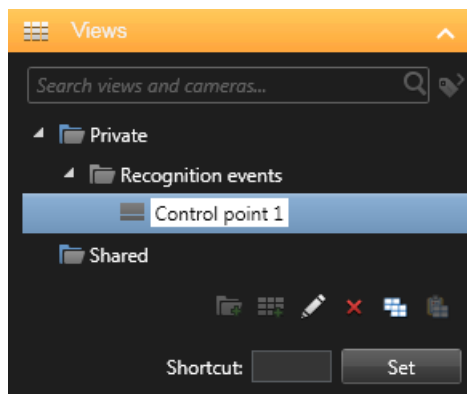 Views
Search views and cameras...
Private
Recognition events
Control point 1
Shared
Shortcut:
Set